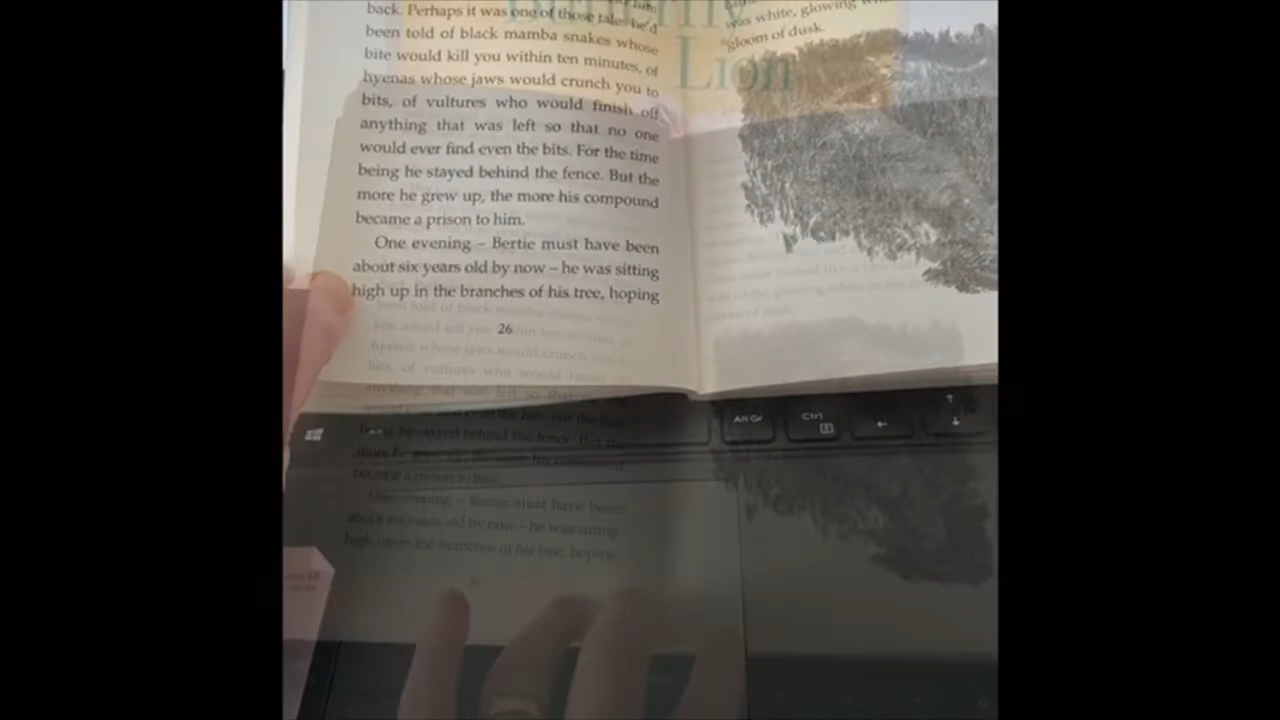 back. Perhaps it was one of those tales he'd
been told of black mamba snakes whose
bite would kill you within ten minutes, of
hyenas whose jaws would crunch you to
bits, of vultures who would finish off
anything that was left so that no one
would ever find even the bits. For the time
being he stayed behind the fence. But the
more he grew up, the more his compound
became a prison to him.
One evening – Bertie must have been
about six years old by now – he was sitting
high up in the branches of his tree, hoping
26
was white, glowing
gloom of dusk.
Lion
Alt Gr
Ctrl